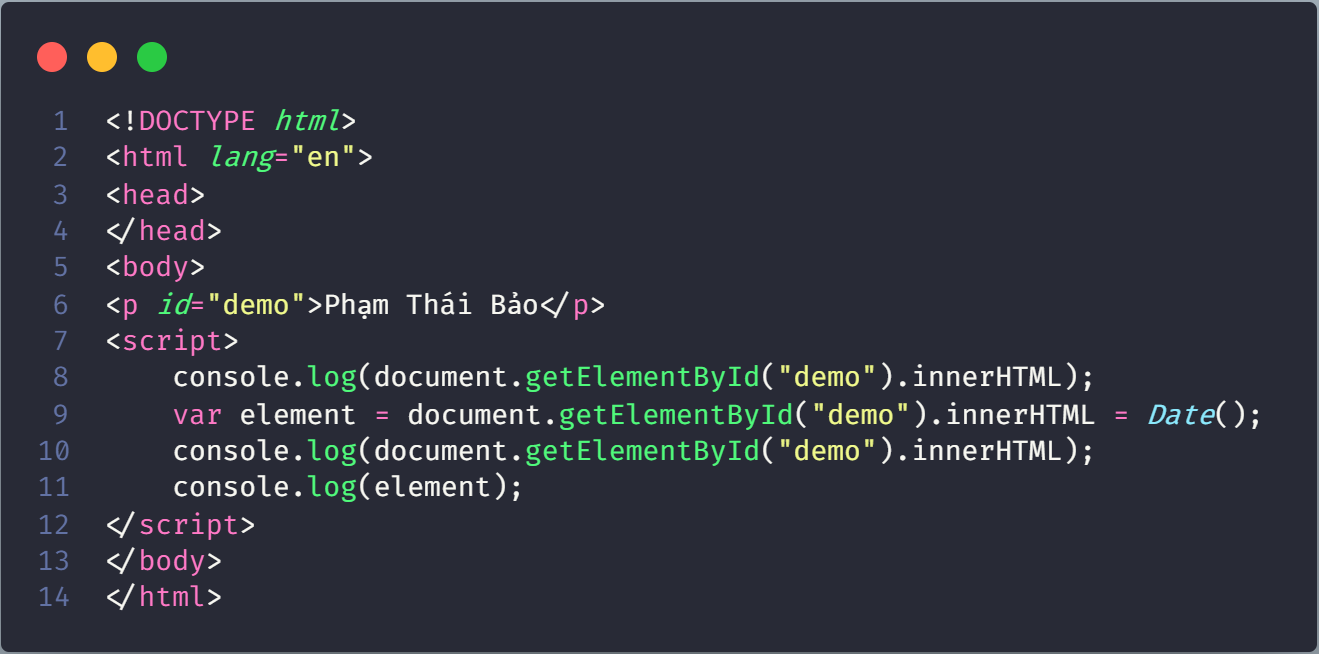 1 <!DOCTYPE html>
2 <html lang="en">
3 <head>
4 </head>
5 <body>
6 <p id="demo">Phạm Thái Bảo</p>
7 <script>
8     console.log(document.getElementById("demo").innerHTML);
9     var element = document.getElementById("demo").innerHTML = Date();
10     console.log(document.getElementById("demo").innerHTML);
11     console.log(element);
12 </script>
13 </body>
14 </html>